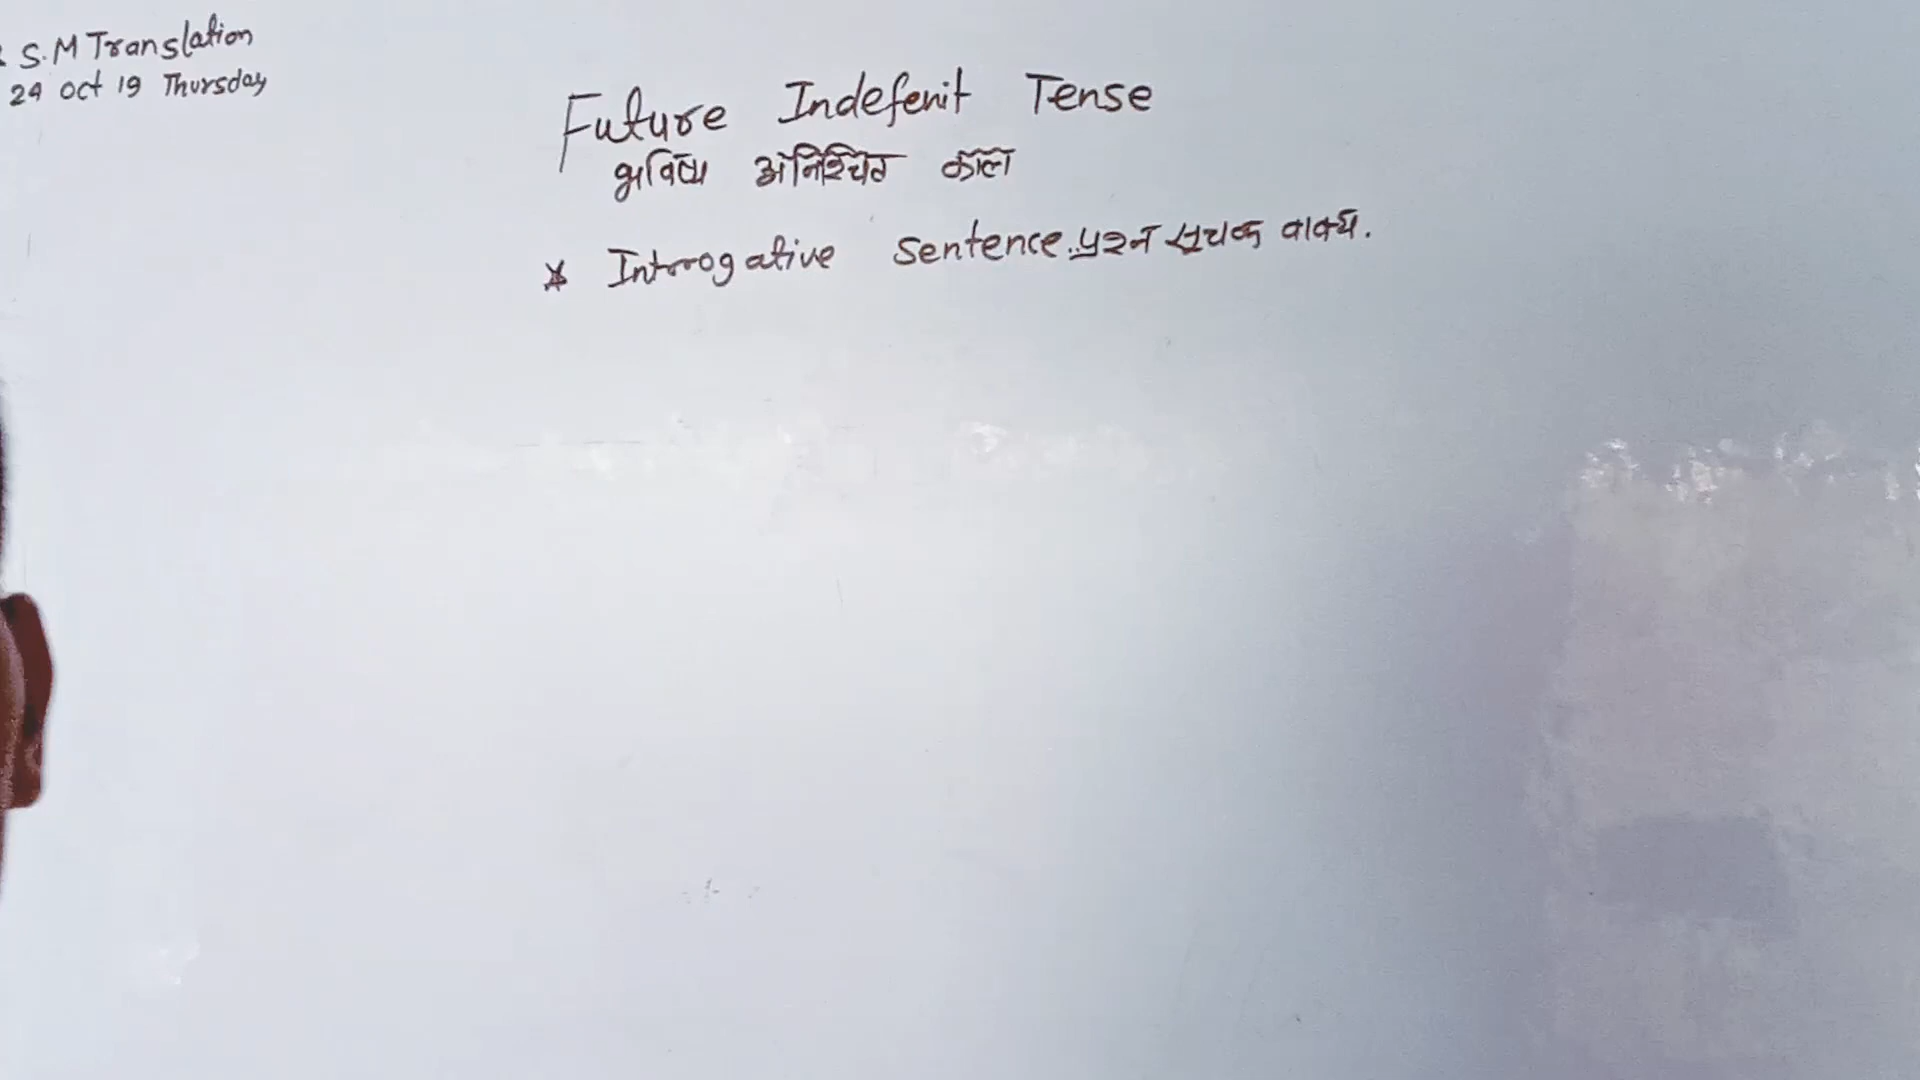 S.M Translation
24 Oct 19 Thursday
Future Indefenit Tense
भविष्य अनिश्चित काल
* Introgative Sentence..प्रश्न सूचक वाक्य.